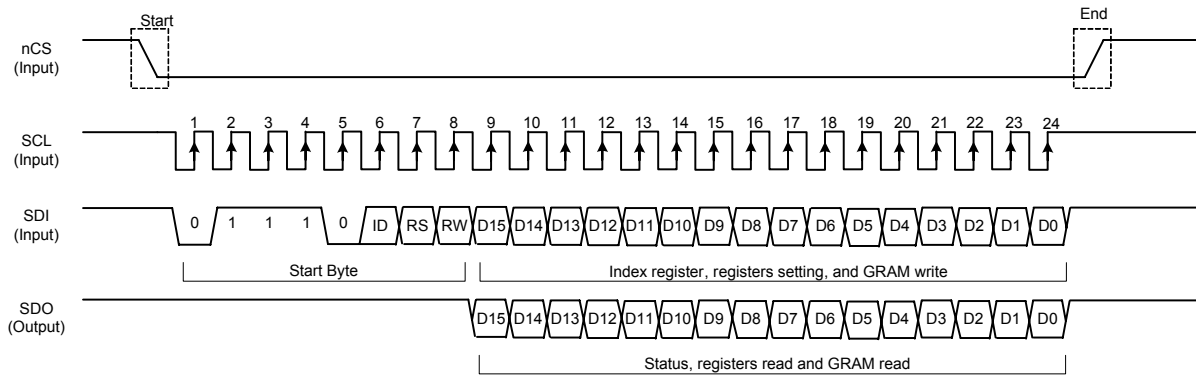 Start End
nCS
(Input)
1 2 3 4 5 6 7 8 9 10 11 12 13 14 15 16 17 18 19 20 21 22 23 24
SCL
(Input)
SDI
(Input)
0 1 1 1 0 ID RS RW D15 D14 D13 D12 D11 D10 D9 D8 D7 D6 D5 D4 D3 D2 D1 D0
Start Byte Index register, registers setting, and GRAM write
SDO
(Output)
D15 D14 D13 D12 D11 D10 D9 D8 D7 D6 D5 D4 D3 D2 D1 D0
Status, registers read and GRAM read